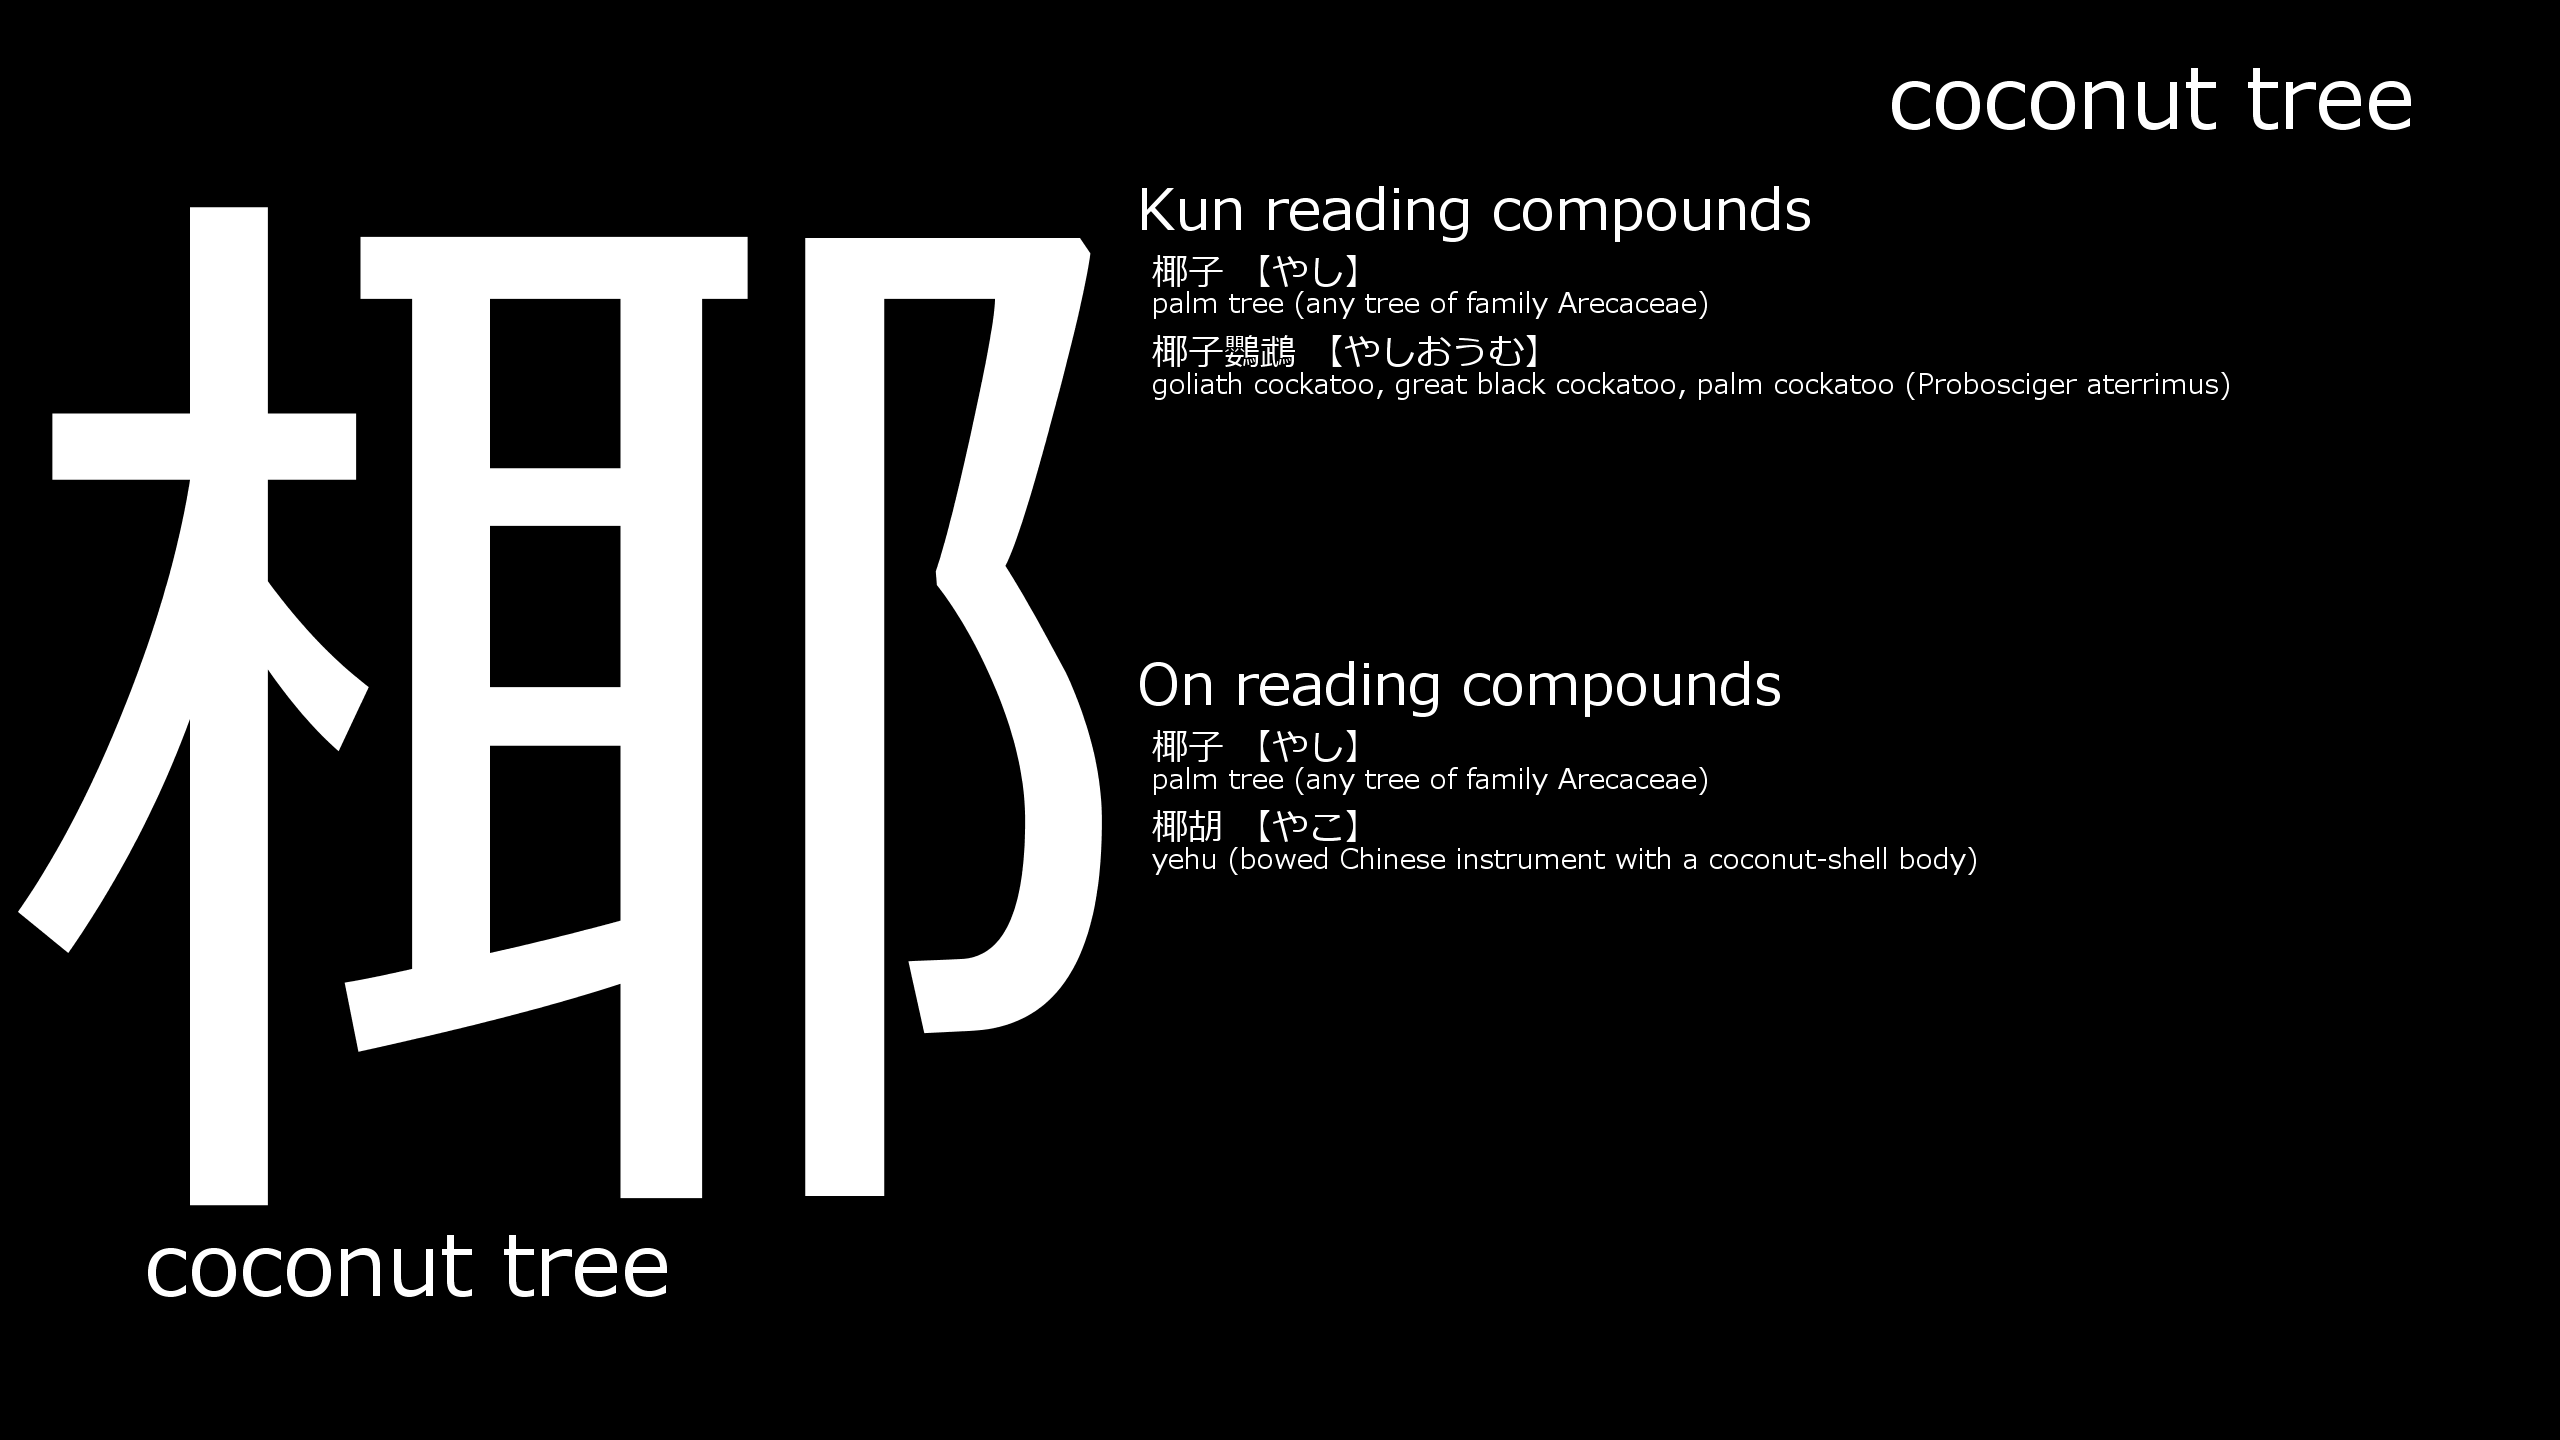 coconut tree
椰
coconut tree
Kun reading compounds
椰子 【やし】
palm tree (any tree of family Arecaceae)
椰子鸚鵡 【やしおうむ】
goliath cockatoo, great black cockatoo, palm cockatoo (Probosciger aterrimus)
On reading compounds
椰子 【やし】
palm tree (any tree of family Arecaceae)
椰胡 【やこ】
yehu (bowed Chinese instrument with a coconut-shell body)